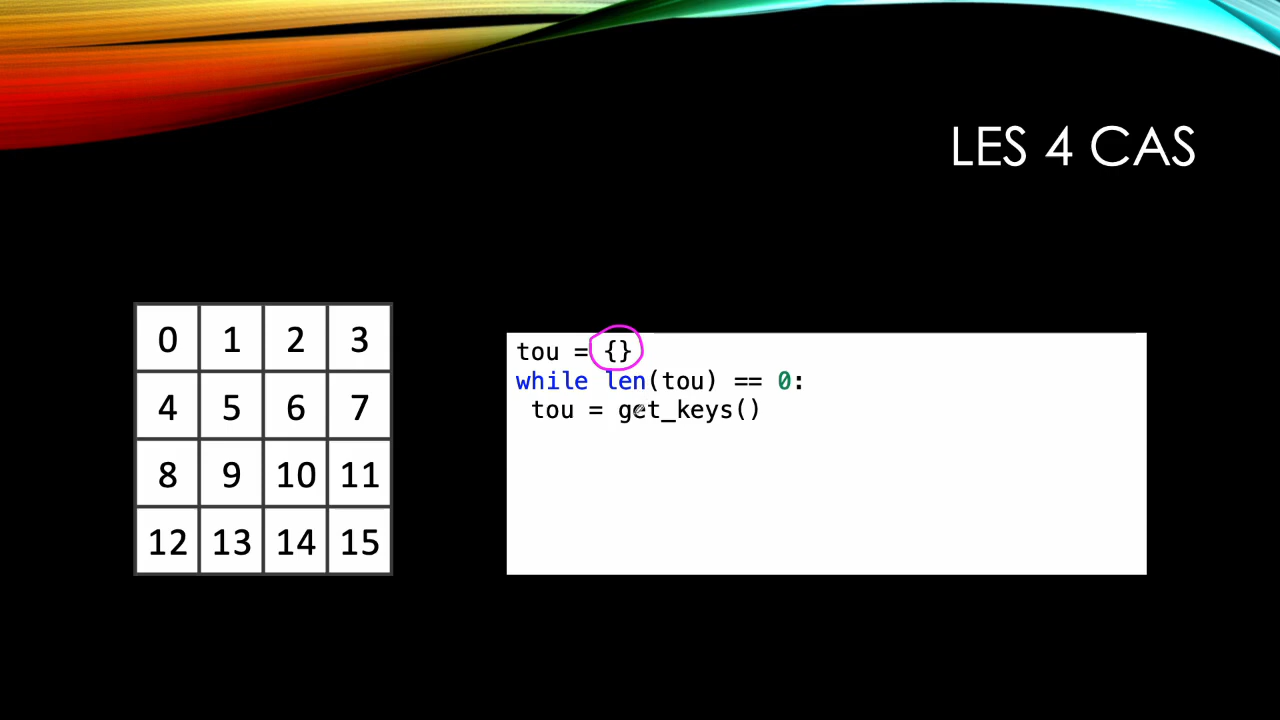 LES 4 CAS
0 1 2 3
4 5 6 7
8 9 10 11
12 13 14 15
tou = {}
while len(tou) == 0:
 tou = get_keys()